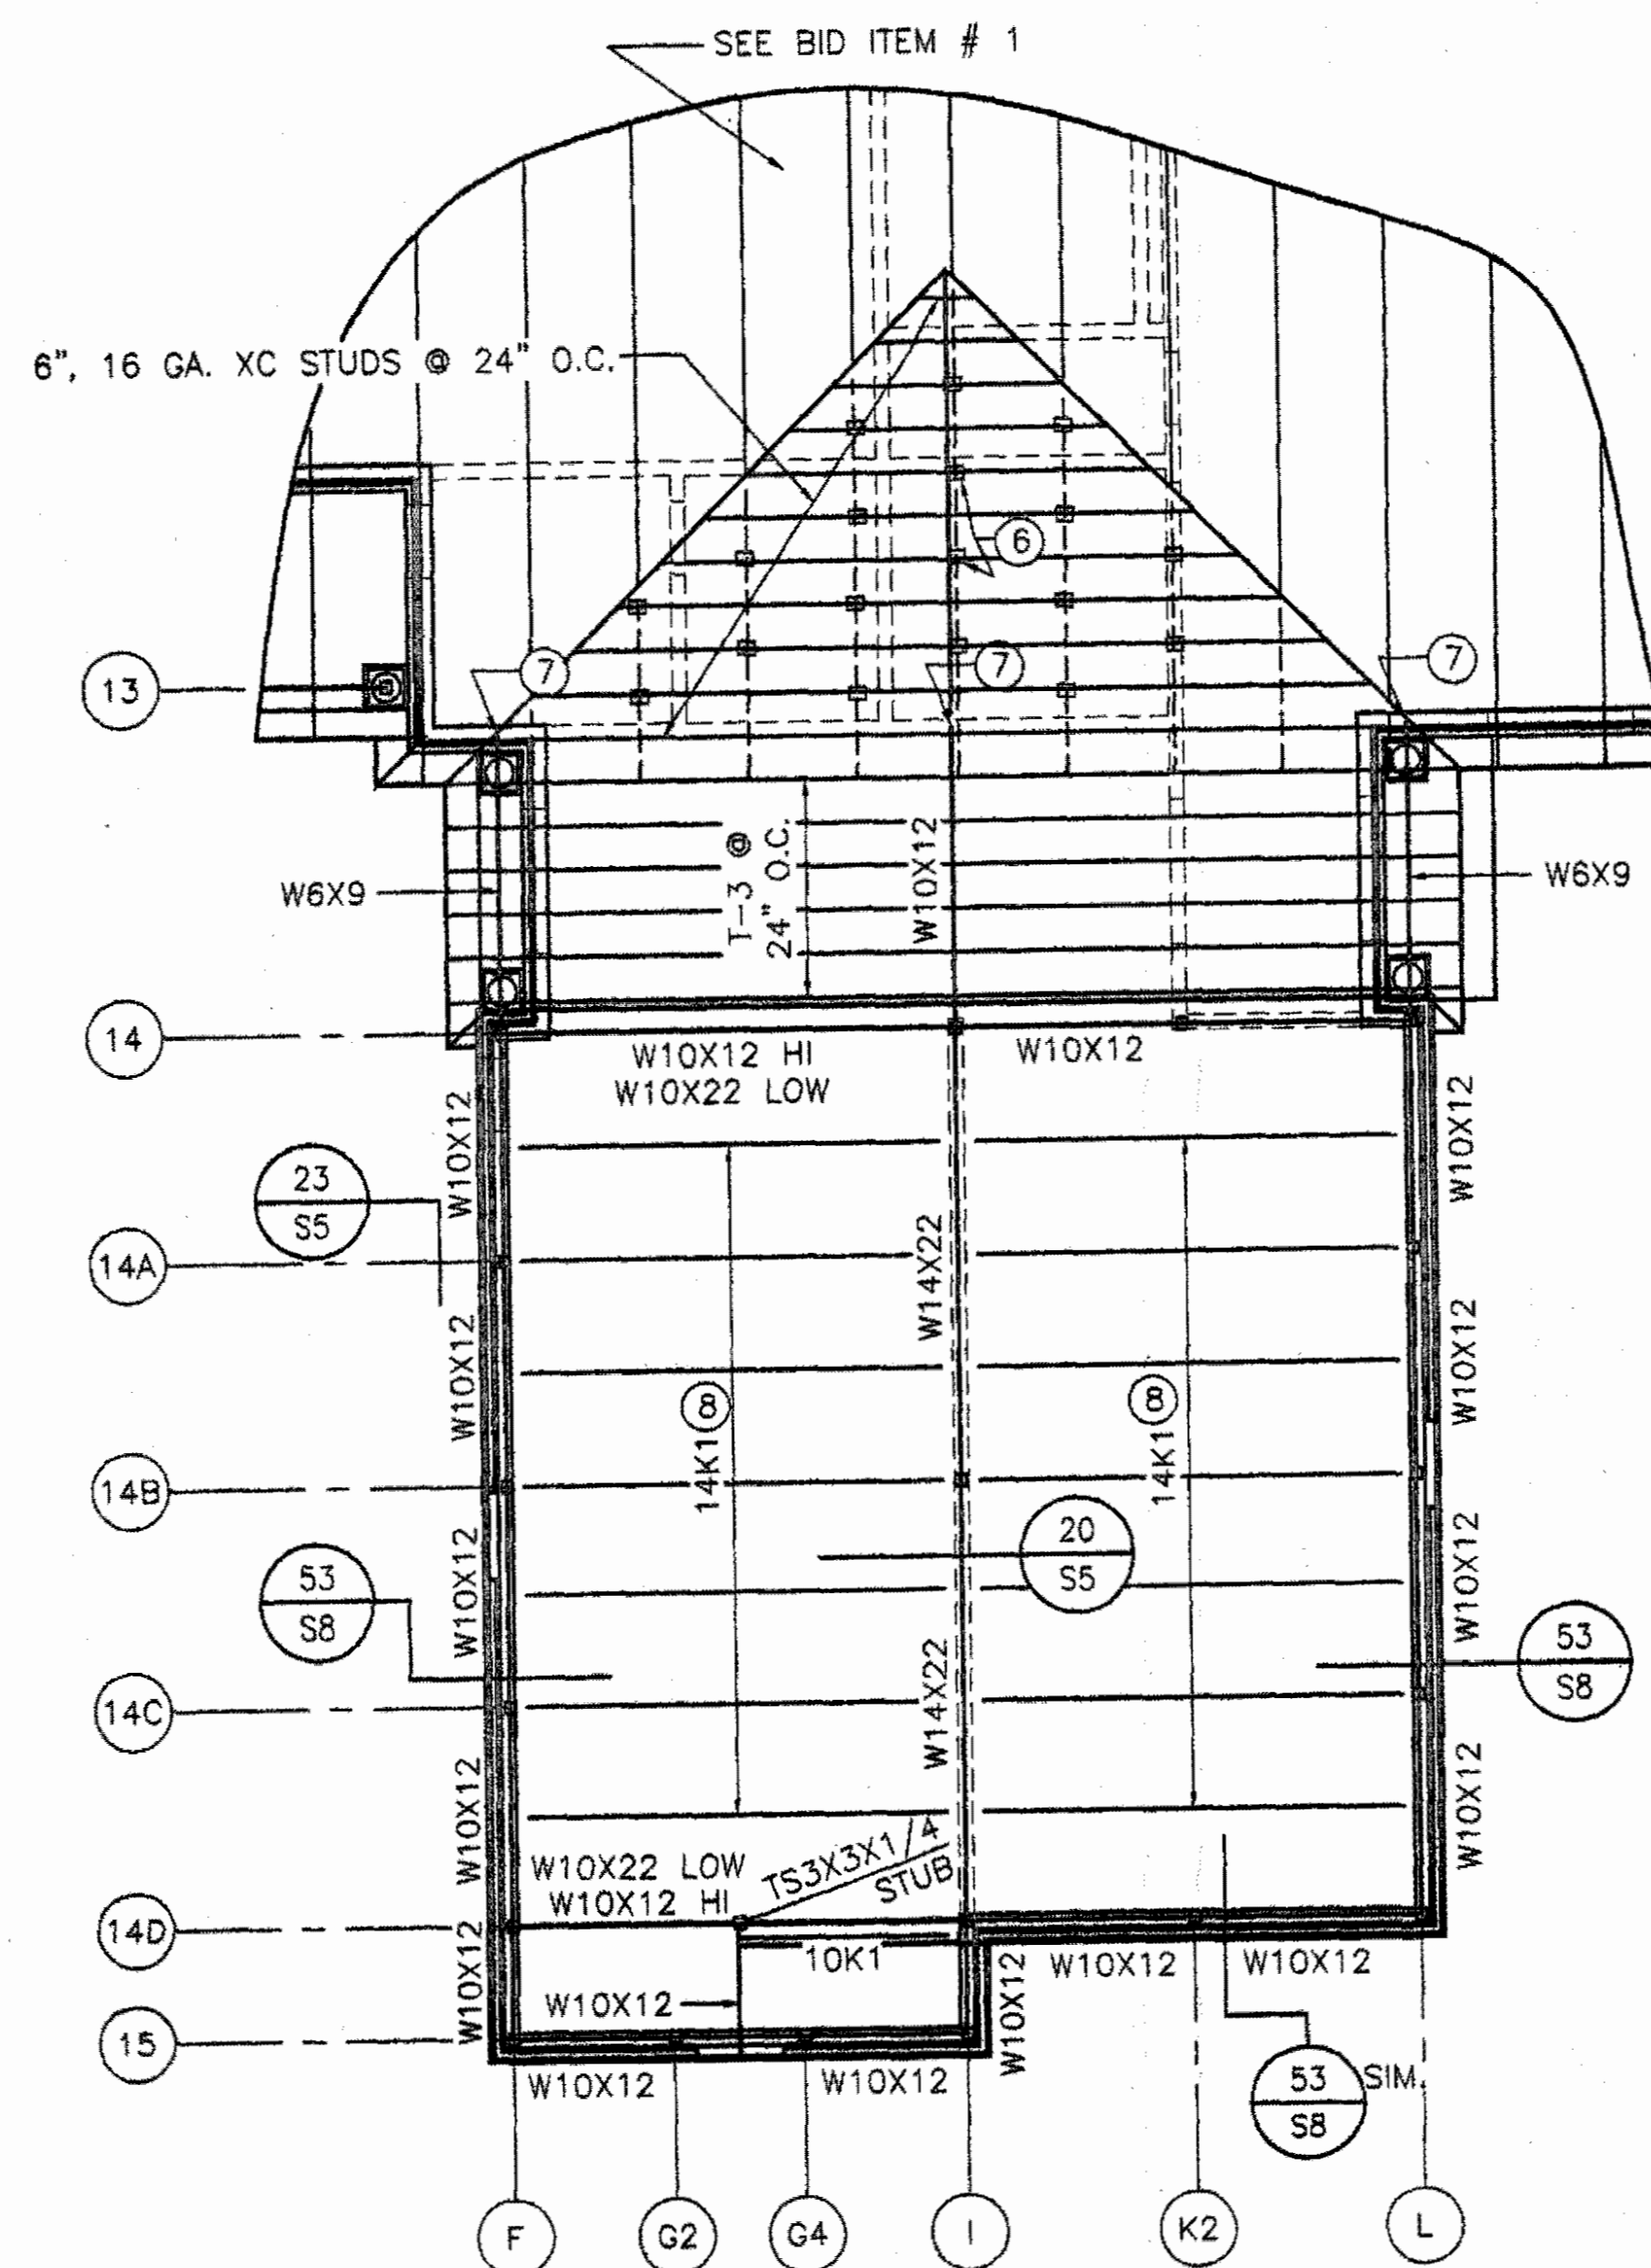 SEE BID ITEM # 1
6", 16 GA. XC STUDS @ 24" O.C.
6
7
7
7
13
T-3 @
24" O.C.
W10X12
W6X9
W6X9
14
W10X12 HI
W10X22 LOW
W10X12
W10X12
W10X12
23
S5
14A
W14X22
W10X12
W10X12
8
14K1
8
14K1
14B
20
S5
W10X12
W10X12
53
S8
53
S8
W14X22
14C
W10X12
W10X12
TS3X3X1/4
STUB
W10X22 LOW
W10X12 HI
14D
10K1
W10X12
W10X12
W10X12
W10X12
W10X12
W10X12
15
W10X12
W10X12
53
S8
SIM.
F
G2
G4
I
K2
L